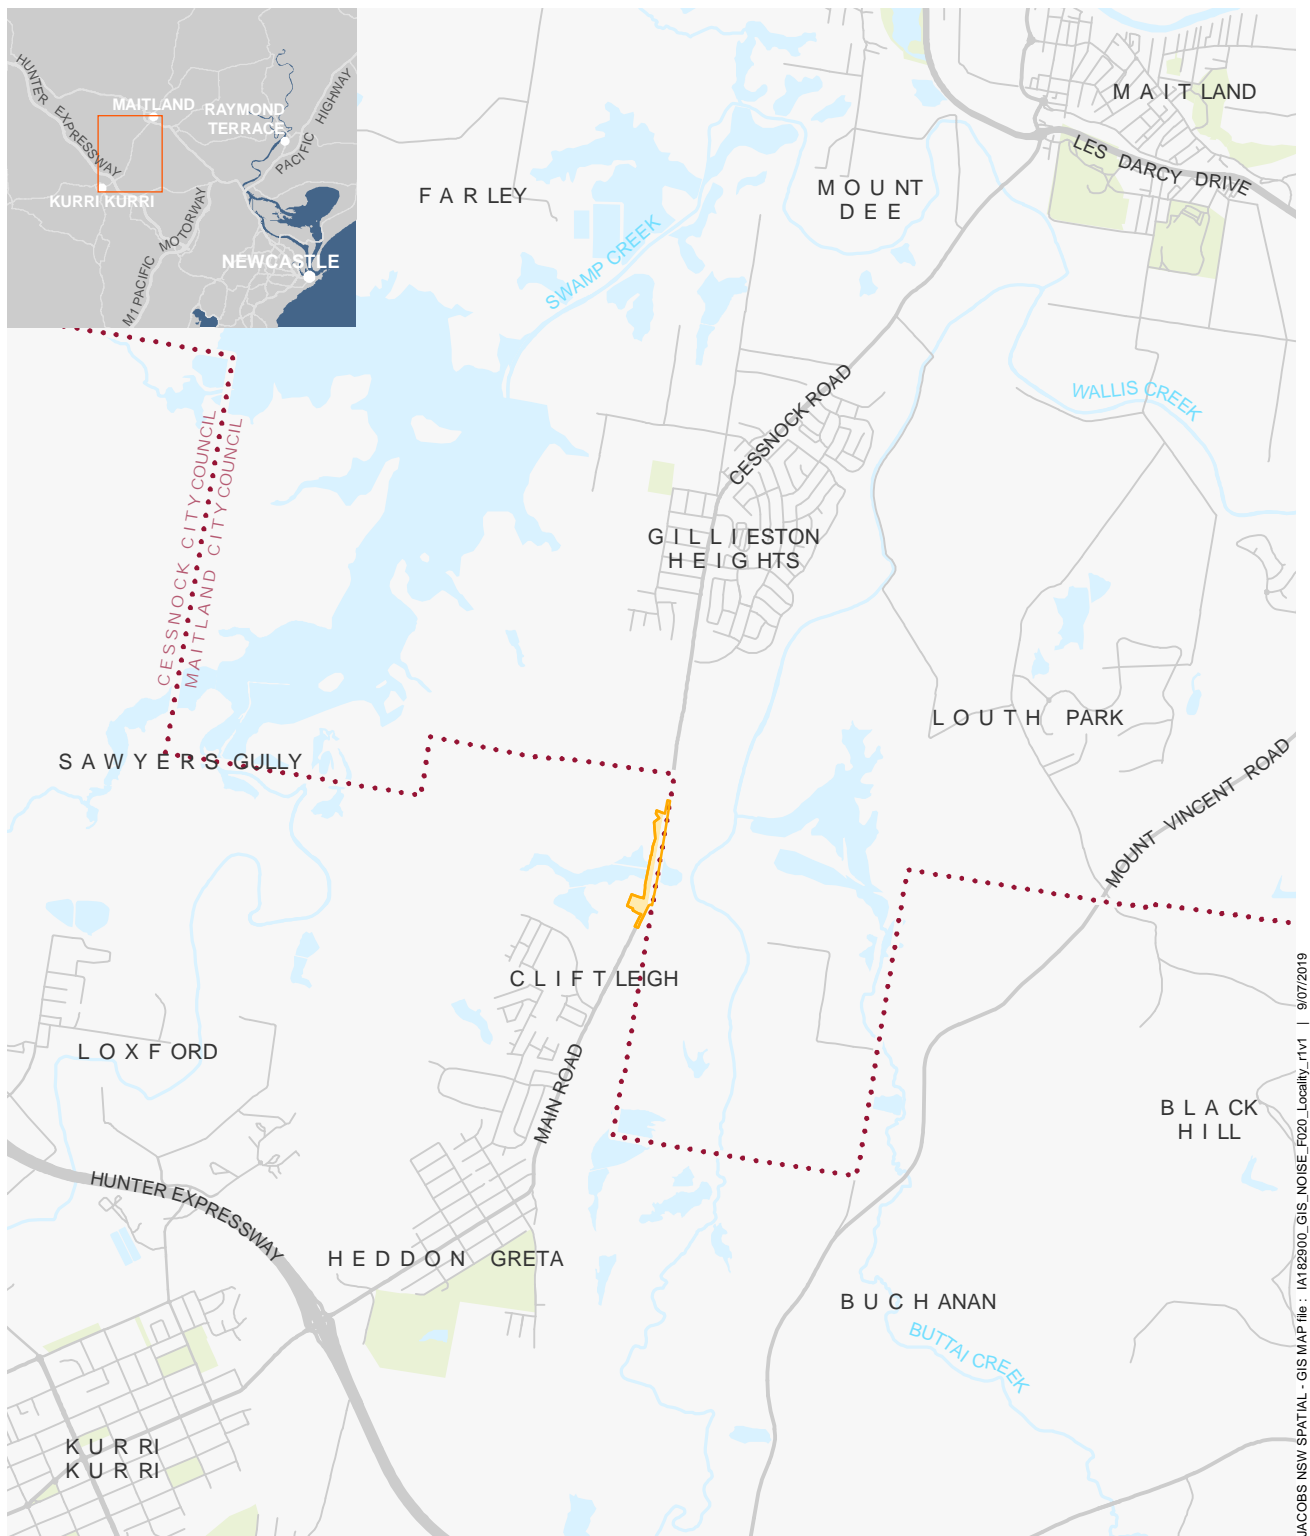 HUNTER EXPRESSWAY
MAITLAND
RAYMOND
TERRACE
PACIFIC HIGHWAY
KURRI KURRI
M1 PACIFIC MOTORWAY
NEWCASTLE
MAITLAND
LES DARCY DRIVE
FARLEY
MOUNT
DEE
SWAMP CREEK
WALLIS CREEK
CESSNOCK ROAD
CESSNOCK CITY COUNCIL
MAITLAND CITY COUNCIL
GILLIESTON
HEIGHTS
LOUTH PARK
SAWYERS GULLY
MOUNT VINCENT ROAD
CLIFTLEIGH
LOXFORD
MAIN ROAD
BLACK
HILL
HUNTER EXPRESSWAY
HEDDON GRETA
BUCHANAN
BUTTAI CREEK
KURRI
KURRI
JACOBS NSW SPATIAL - GIS MAP file : IA182900_GIS_NOISE_F020_Locality_r1v1 | 9/07/2019